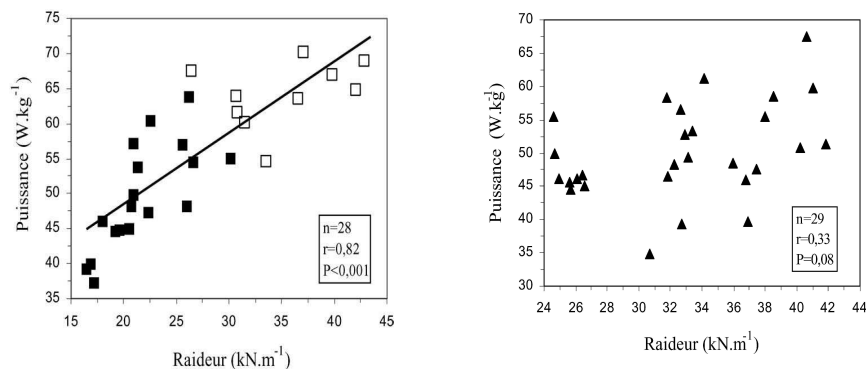 Puissance (W.kg⁻¹)
75
70
65
60
55
50
45
40
35
15 20 25 30 35 40 45
Raideur (kN.m⁻¹)
n=28
r=0,82
P<0,001
Puissance (W.kg⁻¹)
70
65
60
55
50
45
40
35
30
24 26 28 30 32 34 36 38 40 42 44
Raideur (kN.m⁻¹)
n=29
r=0,33
P=0,08